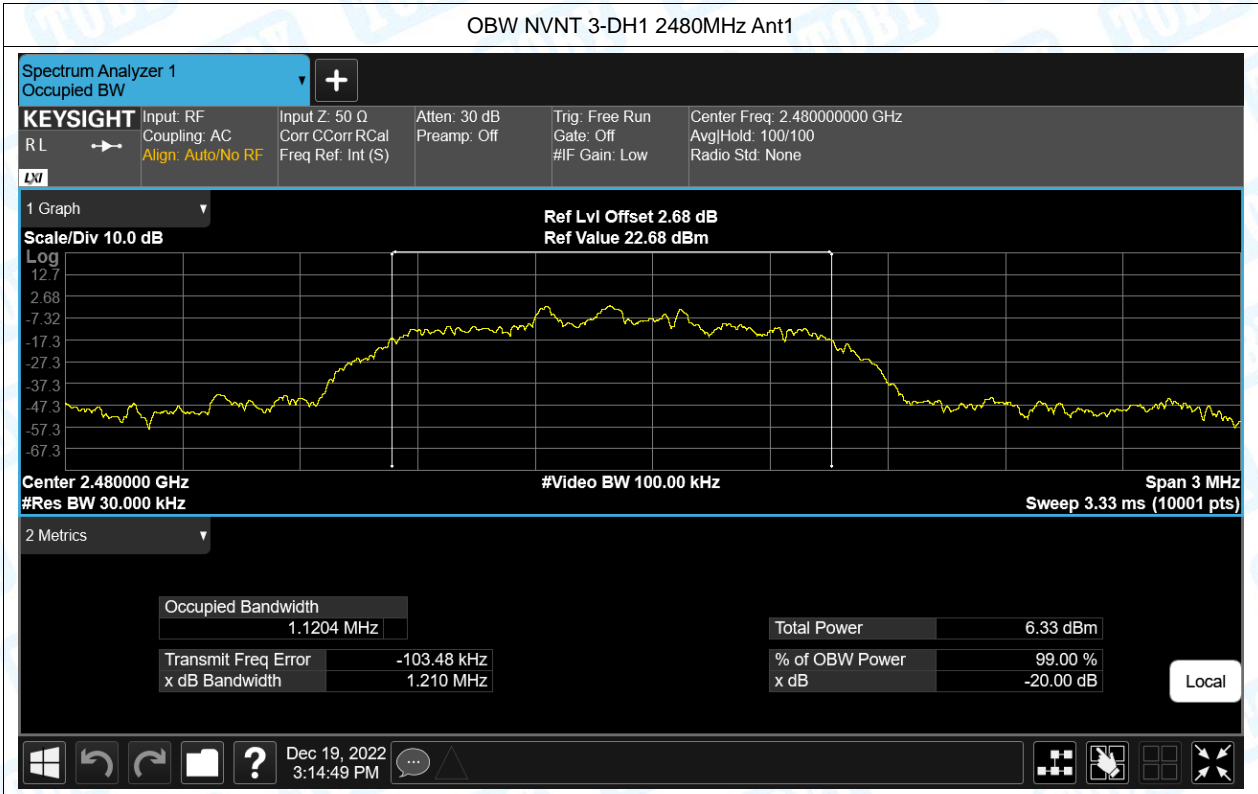 OBW NVNT 3-DH1 2480MHz Ant1
Spectrum Analyzer 1
Occupied BW
KEYSIGHT
RL
LXI
Input: RF
Coupling: AC
Align: Auto/No RF
Input Z: 50 Ω
Corr CCorr RCal
Freq Ref: Int (S)
Atten: 30 dB
Preamp: Off
Trig: Free Run
Gate: Off
#IF Gain: Low
Center Freq: 2.480000000 GHz
Avg|Hold: 100/100
Radio Std: None
1 Graph
Scale/Div 10.0 dB
Ref Lvl Offset 2.68 dB
Ref Value 22.68 dBm
Log
12.7
2.68
-7.32
-17.3
-27.3
-37.3
-47.3
-57.3
-67.3
Center 2.480000 GHz
#Video BW 100.00 kHz
Span 3 MHz
#Res BW 30.000 kHz
Sweep 3.33 ms (10001 pts)
2 Metrics
Occupied Bandwidth
1.1204 MHz
Total Power 6.33 dBm
Transmit Freq Error -103.48 kHz
% of OBW Power 99.00 %
x dB Bandwidth 1.210 MHz
x dB -20.00 dB
Local
?
Dec 19, 2022
3:14:49 PM
TOBY